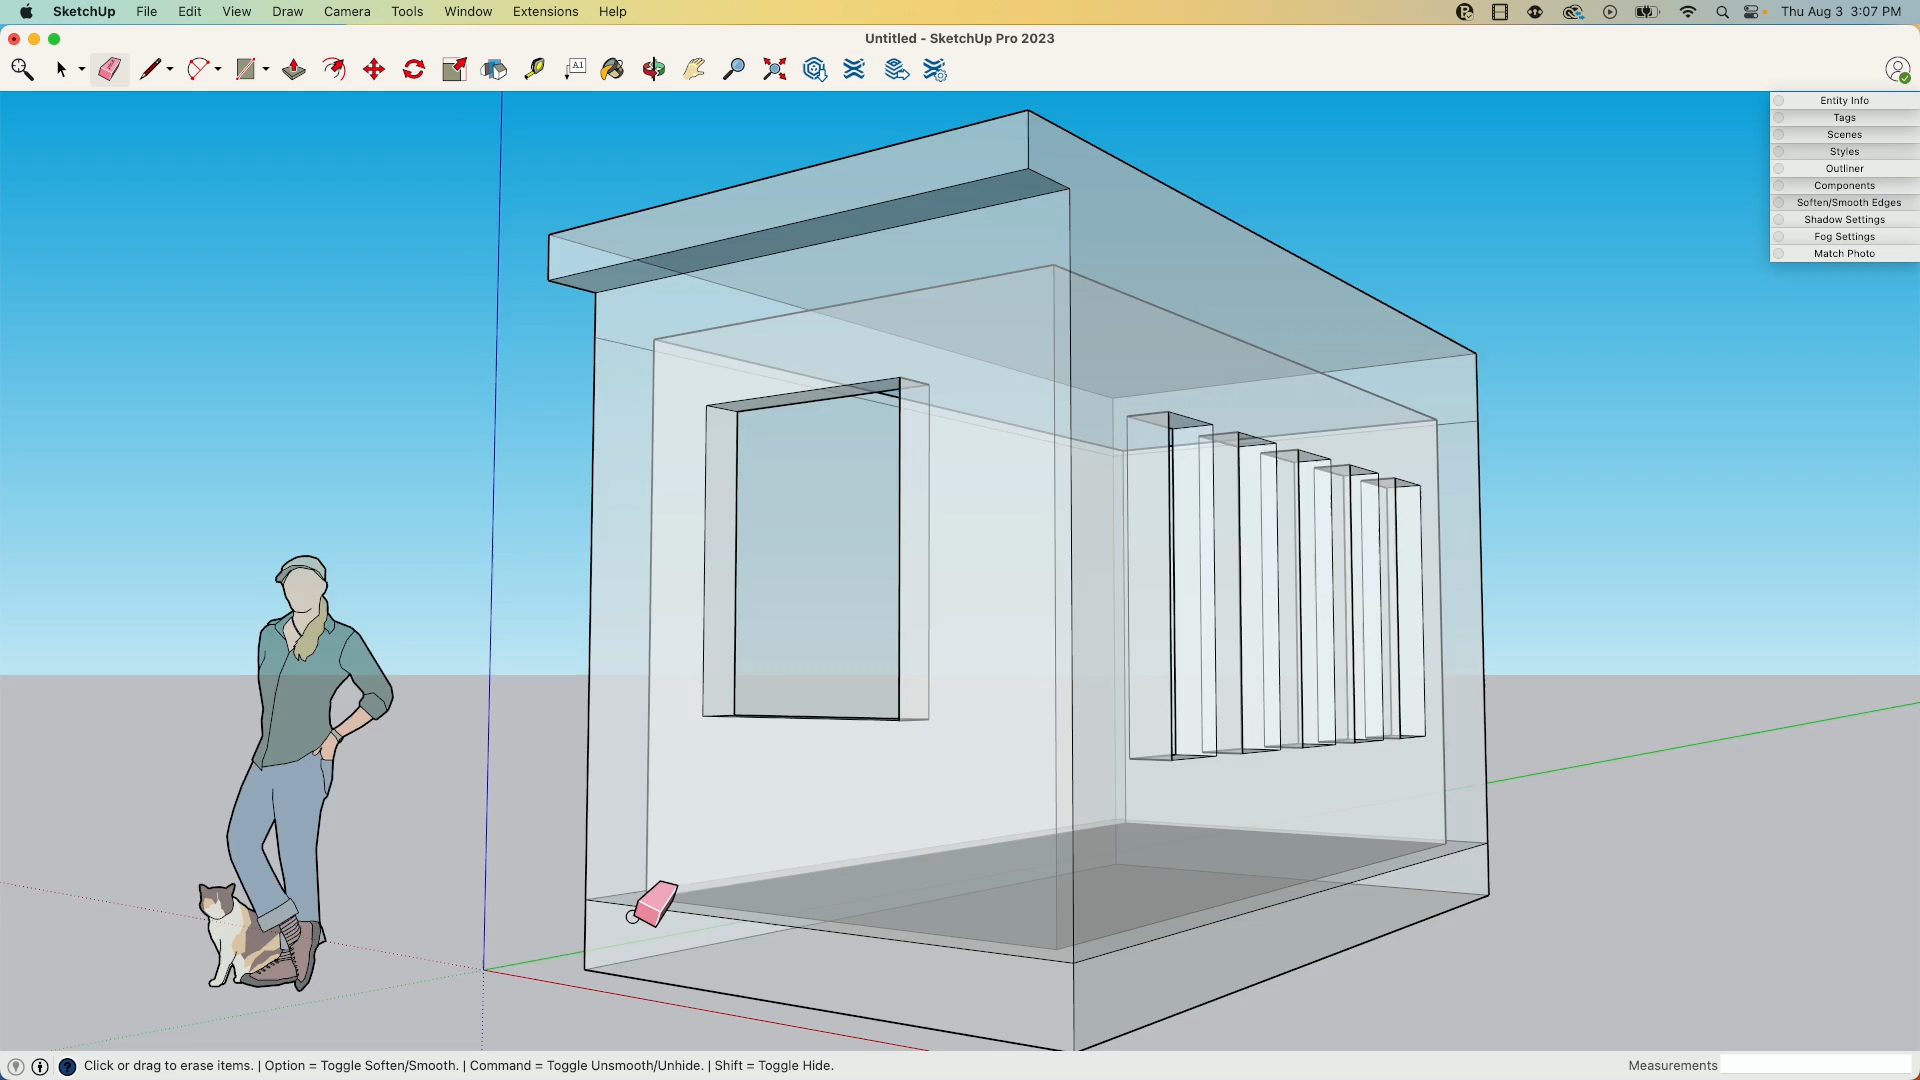 SketchUp File Edit View Draw Camera Tools Window Extensions Help Thu Aug 3 3:07 PM
Untitled - SketchUp Pro 2023
A1
Entity Info
Tags
Scenes
Styles
Outliner
Components
Soften/Smooth Edges
Shadow Settings
Fog Settings
Match Photo
Click or drag to erase items. | Option = Toggle Soften/Smooth. | Command = Toggle Unsmooth/Unhide. | Shift = Toggle Hide. Measurements